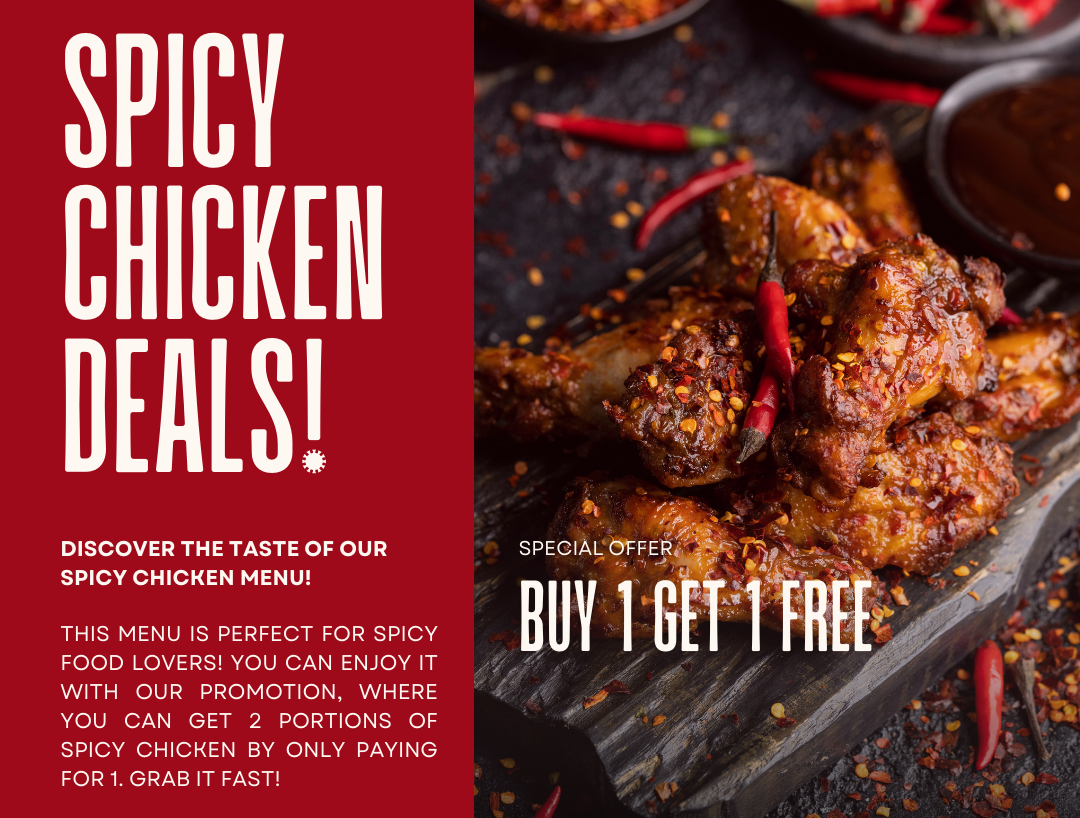 SPICY
CHICKEN
DEALS!
DISCOVER THE TASTE OF OUR
SPICY CHICKEN MENU!
THIS MENU IS PERFECT FOR SPICY
FOOD LOVERS! YOU CAN ENJOY IT
WITH OUR PROMOTION, WHERE
YOU CAN GET 2 PORTIONS OF
SPICY CHICKEN BY ONLY PAYING
FOR 1. GRAB IT FAST!
SPECIAL OFFER
BUY 1 GET 1 FREE